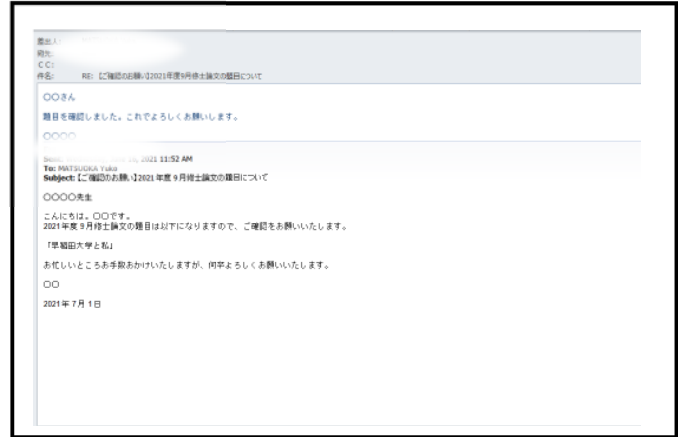 差出人:
宛先:
CC:
件名: RE: 【ご確認のお願い】2021年度9月修士論文の題目について
〇〇さん
題目を確認しました。これでよろしくお願いします。
〇〇〇〇
2021 11:52 AM
To: MATSUOKA Yuko
Subject: 【ご確認のお願い】2021 年度 9 月修士論文の題目について
〇〇〇〇先生
こんにちは。〇〇です。
2021年度 9 月修士論文の題目は以下になりますので、ご確認をお願いいたします。
「早稲田大学と私」
お忙しいところお手数おかけいたしますが、何卒よろしくお願いいたします。
〇〇
2021年 7月 1日